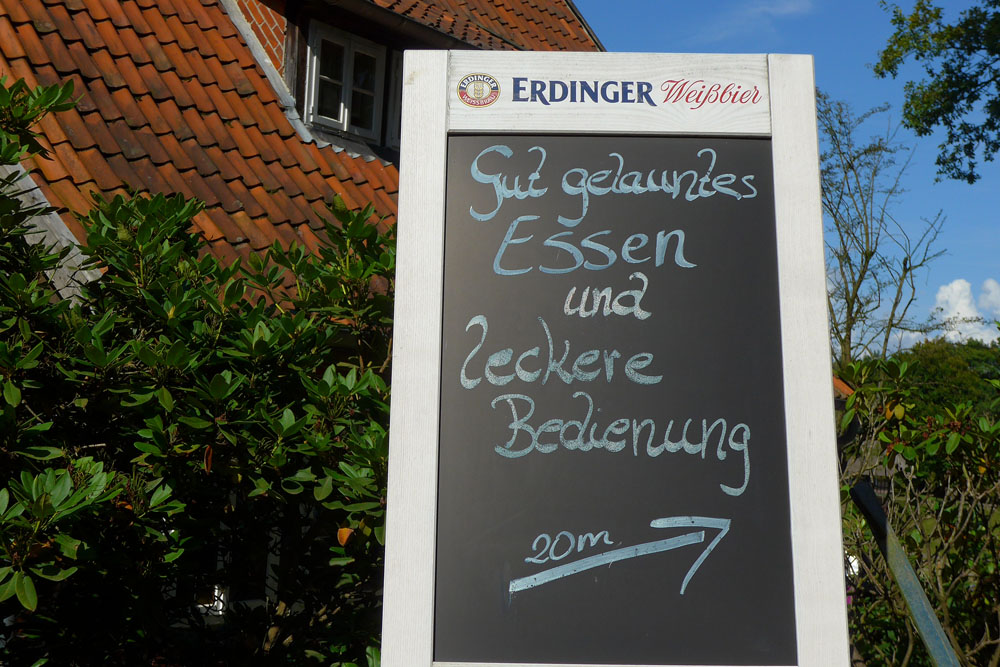 ERDINGER Weißbier
Gut gelauntes
Essen
und
leckere
Bedienung
20m